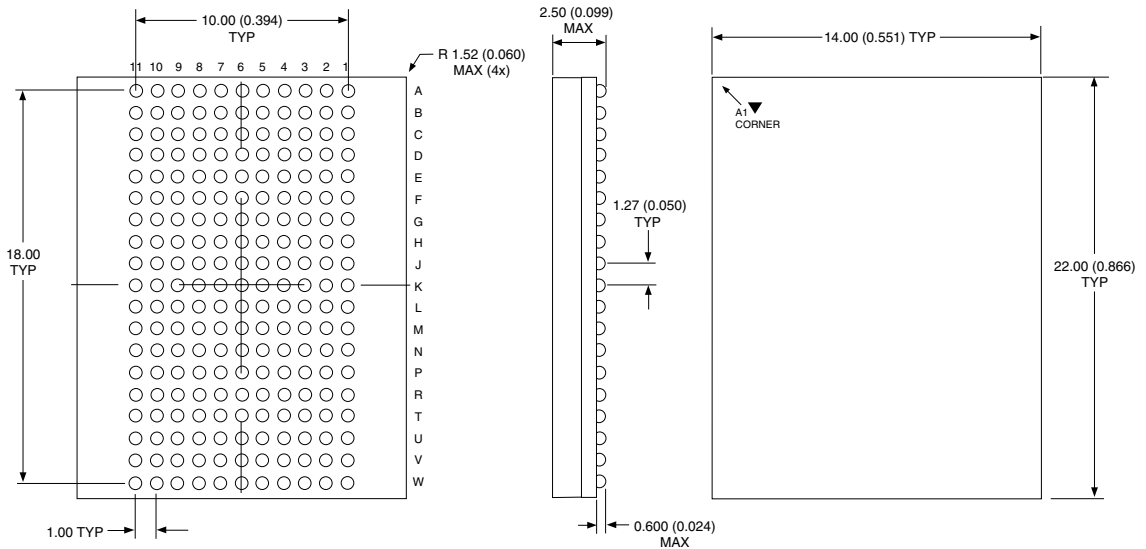 10.00 (0.394)
TYP
11 10 9 8 7 6 5 4 3 2 1
R 1.52 (0.060)
MAX (4x)
A
B
C
D
E
F
G
H
J
K
L
M
N
P
R
T
U
V
W
18.00
TYP
1.00 TYP
2.50 (0.099)
MAX
1.27 (0.050)
TYP
0.600 (0.024)
MAX
14.00 (0.551) TYP
A1
CORNER
22.00 (0.866)
TYP